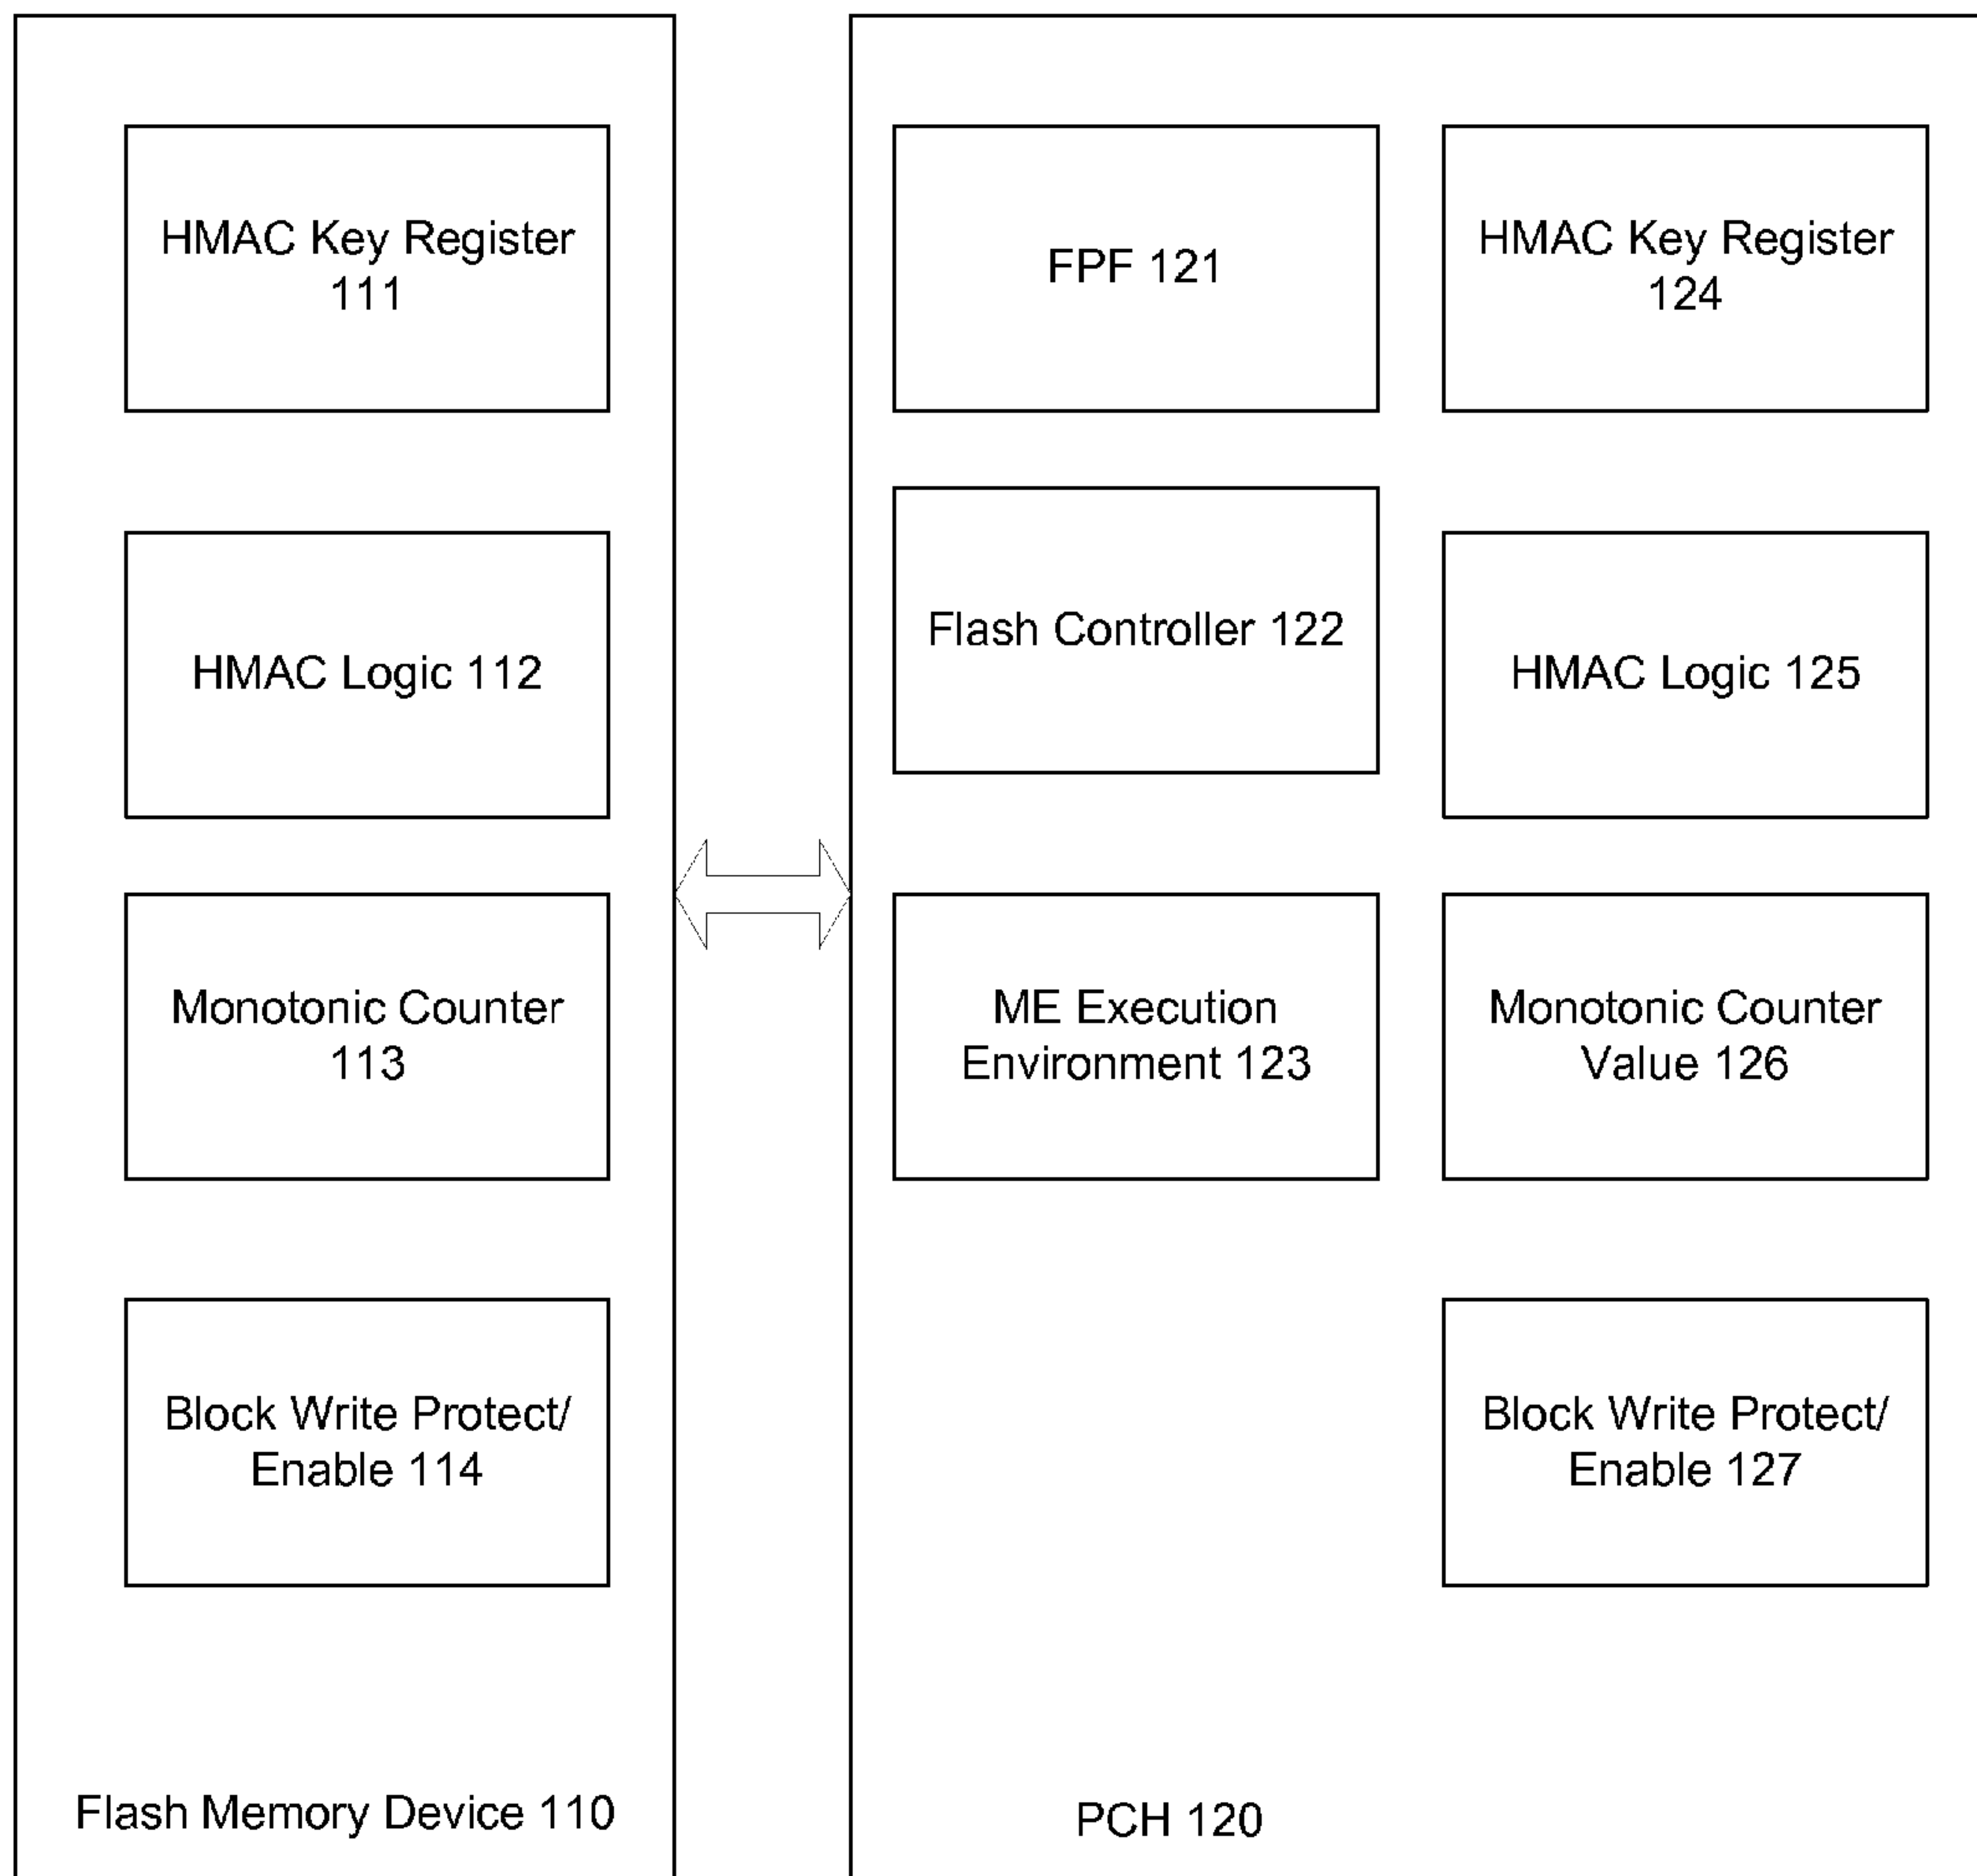 HMAC Key Register
111
HMAC Logic 112
Monotonic Counter
113
Block Write Protect/
Enable 114
Flash Memory Device 110
FPF 121
Flash Controller 122
ME Execution
Environment 123
HMAC Key Register
124
HMAC Logic 125
Monotonic Counter
Value 126
Block Write Protect/
Enable 127
PCH 120